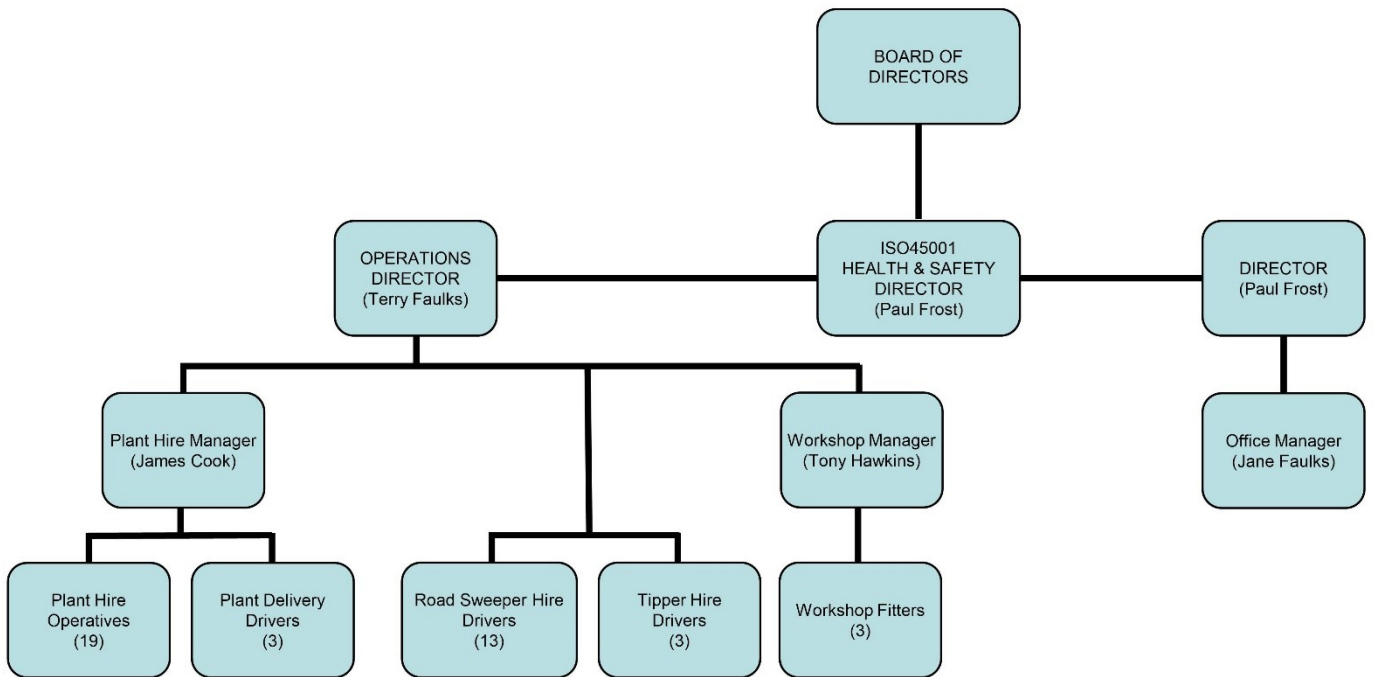 BOARD OF
DIRECTORS
OPERATIONS
DIRECTOR
(Terry Faulks)
ISO45001
HEALTH & SAFETY
DIRECTOR
(Paul Frost)
DIRECTOR
(Paul Frost)
Plant Hire Manager
(James Cook)
Workshop Manager
(Tony Hawkins)
Office Manager
(Jane Faulks)
Plant Hire
Operatives
(19)
Plant Delivery
Drivers
(3)
Road Sweeper Hire
Drivers
(13)
Tipper Hire
Drivers
(3)
Workshop Fitters
(3)